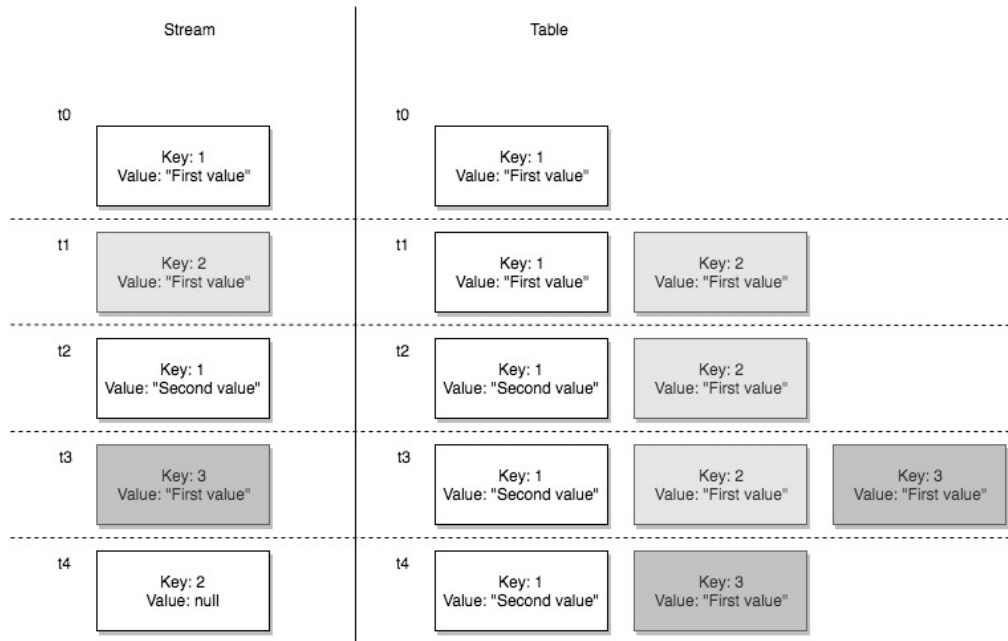 Stream
Table
t0
t0
Key: 1
Value: "First value"
Key: 1
Value: "First value"
t1
t1
Key: 2
Value: "First value"
Key: 1
Value: "First value"
Key: 2
Value: "First value"
t2
t2
Key: 1
Value: "Second value"
Key: 1
Value: "Second value"
Key: 2
Value: "First value"
t3
t3
Key: 3
Value: "First value"
Key: 1
Value: "Second value"
Key: 2
Value: "First value"
Key: 3
Value: "First value"
t4
t4
Key: 2
Value: null
Key: 1
Value: "Second value"
Key: 3
Value: "First value"